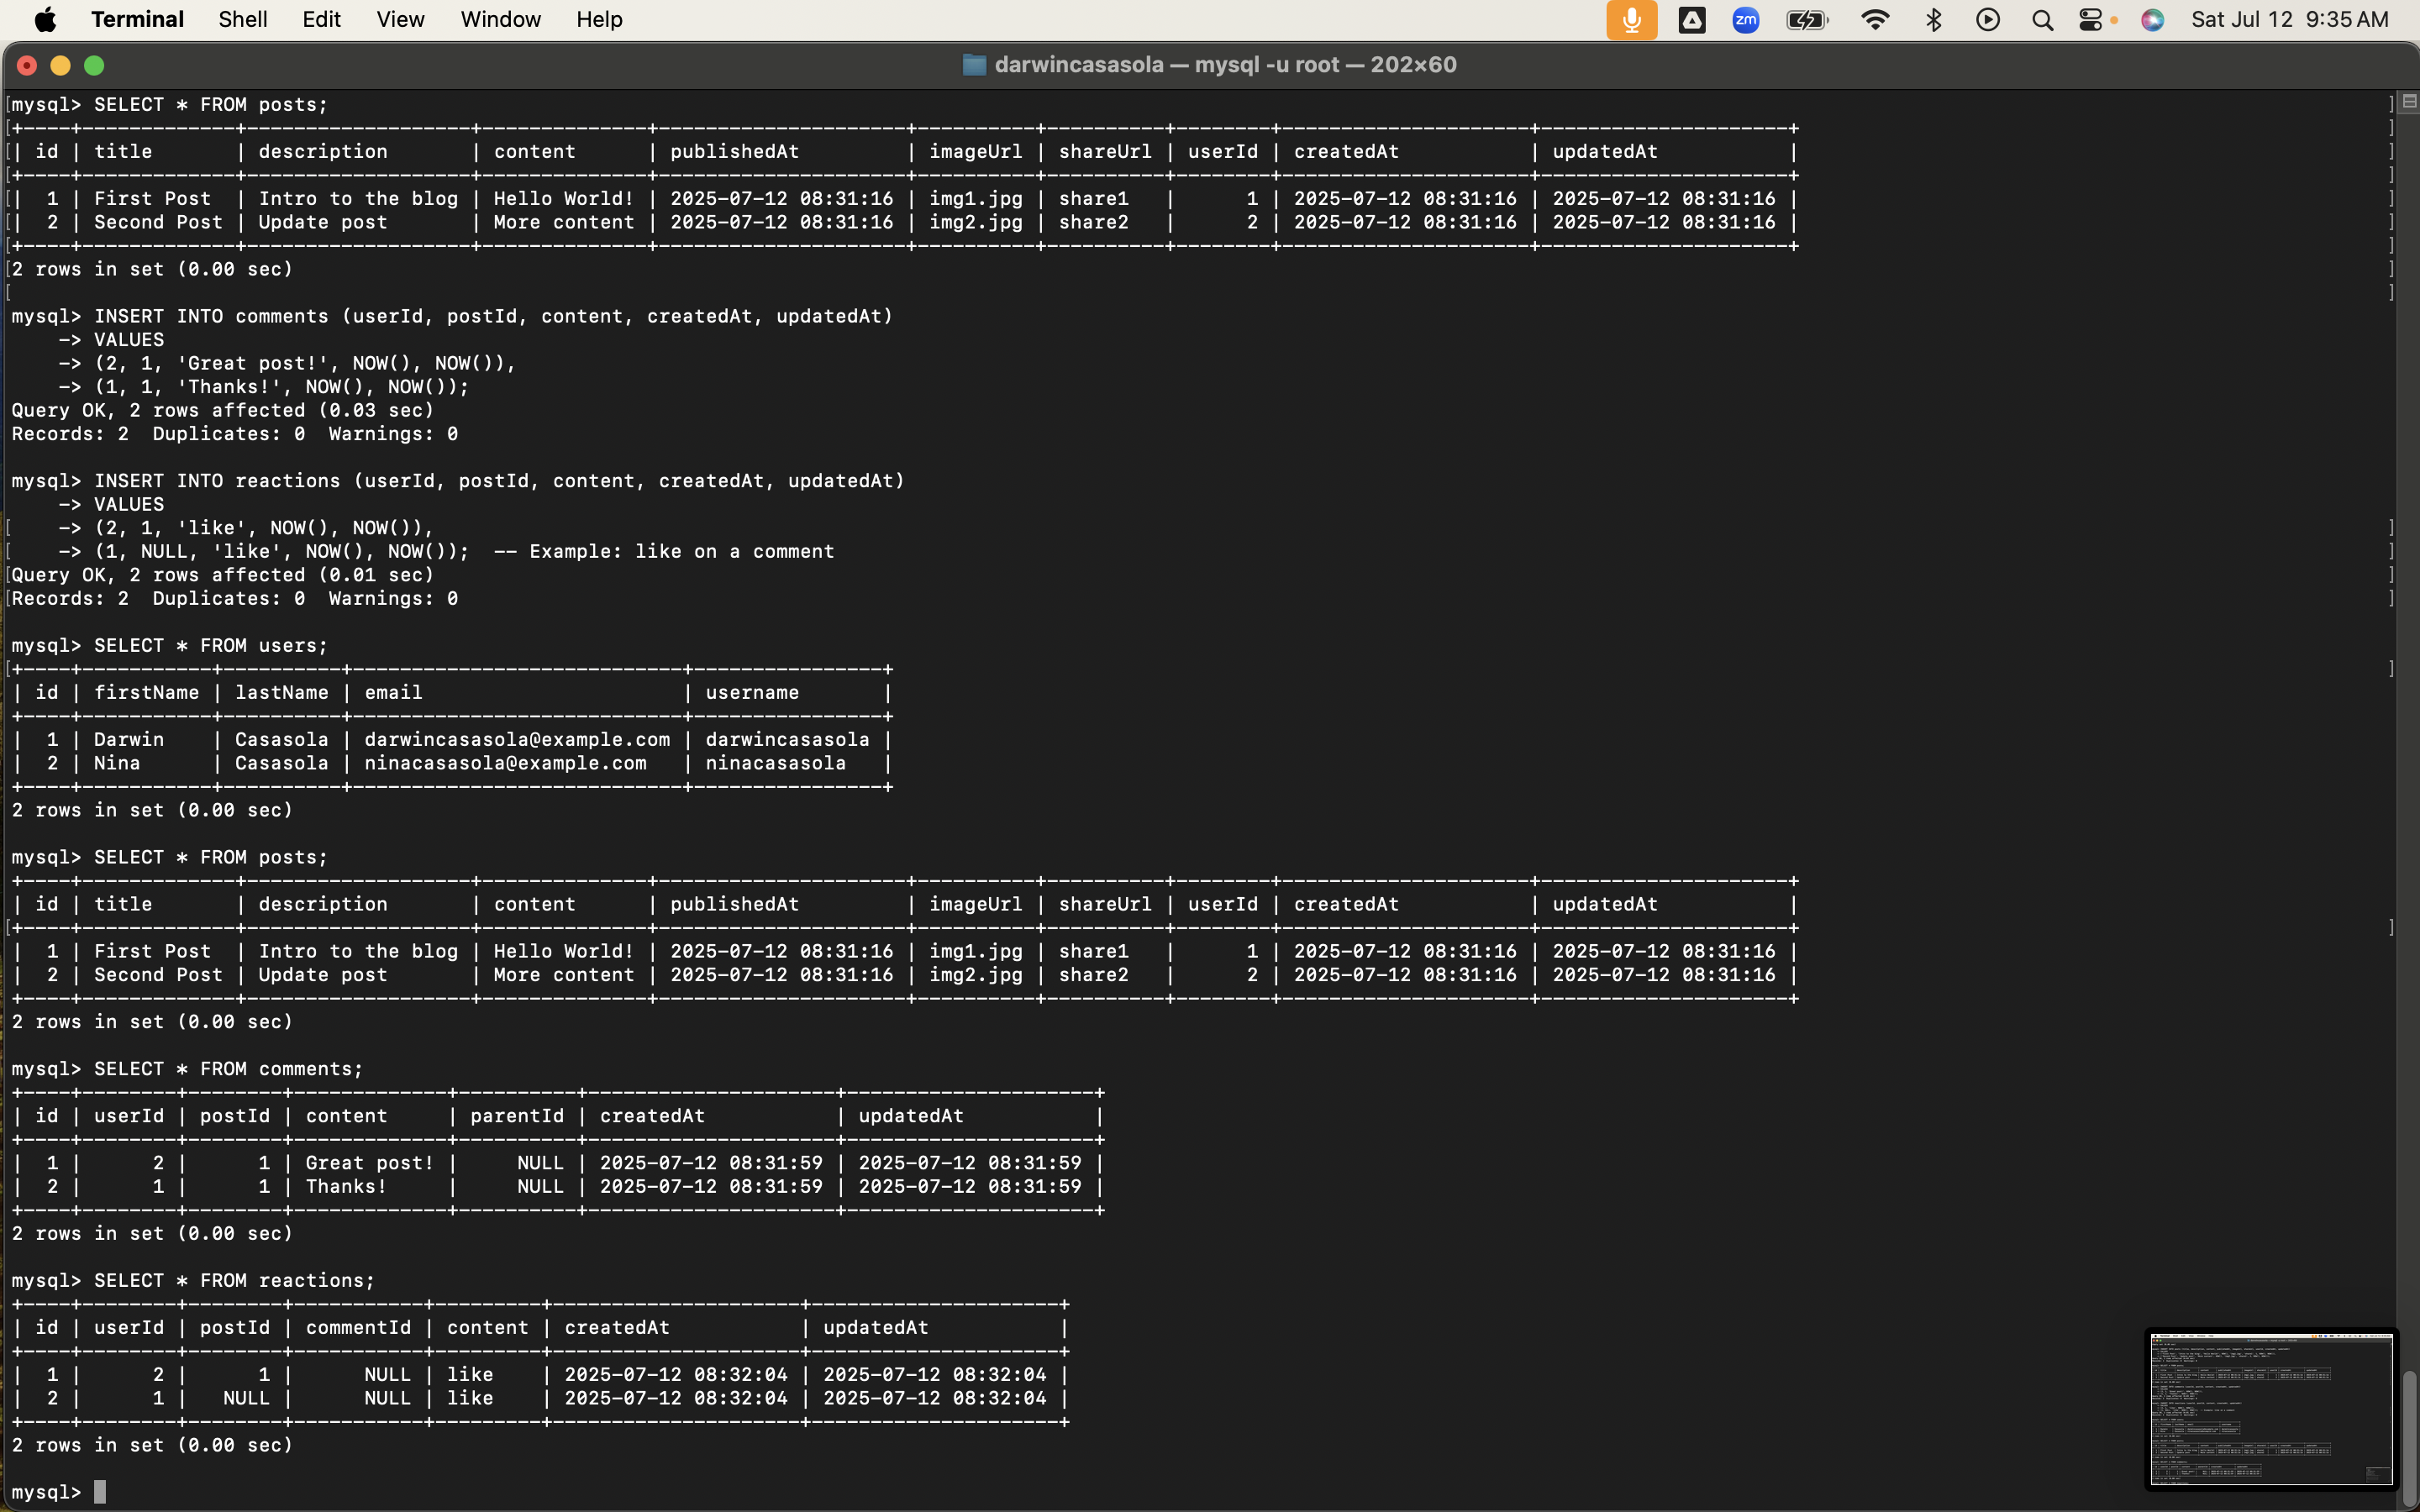 Terminal Shell Edit View Window Help zm Sat Jul 12 9:35 AM
darwincasasola — mysql -u root — 202×60
mysql> SELECT * FROM posts;
+----+-------------+-------------------+--------------+---------------------+----------+----------+--------+---------------------+---------------------+
| id | title       | description       | content      | publishedAt         | imageUrl | shareUrl | userId | createdAt           | updatedAt           |
+----+-------------+-------------------+--------------+---------------------+----------+----------+--------+---------------------+---------------------+
|  1 | First Post  | Intro to the blog | Hello World! | 2025-07-12 08:31:16 | img1.jpg | share1   |      1 | 2025-07-12 08:31:16 | 2025-07-12 08:31:16 |
|  2 | Second Post | Update post       | More content | 2025-07-12 08:31:16 | img2.jpg | share2   |      2 | 2025-07-12 08:31:16 | 2025-07-12 08:31:16 |
+----+-------------+-------------------+--------------+---------------------+----------+----------+--------+---------------------+---------------------+
2 rows in set (0.00 sec)
mysql> INSERT INTO comments (userId, postId, content, createdAt, updatedAt)
    -> VALUES
    -> (2, 1, 'Great post!', NOW(), NOW()),
    -> (1, 1, 'Thanks!', NOW(), NOW());
Query OK, 2 rows affected (0.03 sec)
Records: 2  Duplicates: 0  Warnings: 0
mysql> INSERT INTO reactions (userId, postId, content, createdAt, updatedAt)
    -> VALUES
    -> (2, 1, 'like', NOW(), NOW()),
    -> (1, NULL, 'like', NOW(), NOW());  -- Example: like on a comment
Query OK, 2 rows affected (0.01 sec)
Records: 2  Duplicates: 0  Warnings: 0
mysql> SELECT * FROM users;
+----+-----------+----------+----------------------------+----------------+
| id | firstName | lastName | email                      | username       |
+----+-----------+----------+----------------------------+----------------+
|  1 | Darwin    | Casasola | darwincasasola@example.com | darwincasasola |
|  2 | Nina      | Casasola | ninacasasola@example.com   | ninacasasola   |
+----+-----------+----------+----------------------------+----------------+
2 rows in set (0.00 sec)
mysql> SELECT * FROM posts;
+----+-------------+-------------------+--------------+---------------------+----------+----------+--------+---------------------+---------------------+
| id | title       | description       | content      | publishedAt         | imageUrl | shareUrl | userId | createdAt           | updatedAt           |
+----+-------------+-------------------+--------------+---------------------+----------+----------+--------+---------------------+---------------------+
|  1 | First Post  | Intro to the blog | Hello World! | 2025-07-12 08:31:16 | img1.jpg | share1   |      1 | 2025-07-12 08:31:16 | 2025-07-12 08:31:16 |
|  2 | Second Post | Update post       | More content | 2025-07-12 08:31:16 | img2.jpg | share2   |      2 | 2025-07-12 08:31:16 | 2025-07-12 08:31:16 |
+----+-------------+-------------------+--------------+---------------------+----------+----------+--------+---------------------+---------------------+
2 rows in set (0.00 sec)
mysql> SELECT * FROM comments;
+----+--------+--------+-------------+----------+---------------------+---------------------+
| id | userId | postId | content     | parentId | createdAt           | updatedAt           |
+----+--------+--------+-------------+----------+---------------------+---------------------+
|  1 |      2 |      1 | Great post! |     NULL | 2025-07-12 08:31:59 | 2025-07-12 08:31:59 |
|  2 |      1 |      1 | Thanks!     |     NULL | 2025-07-12 08:31:59 | 2025-07-12 08:31:59 |
+----+--------+--------+-------------+----------+---------------------+---------------------+
2 rows in set (0.00 sec)
mysql> SELECT * FROM reactions;
+----+--------+--------+-----------+---------+---------------------+---------------------+
| id | userId | postId | commentId | content | createdAt           | updatedAt           |
+----+--------+--------+-----------+---------+---------------------+---------------------+
|  1 |      2 |      1 |      NULL | like    | 2025-07-12 08:32:04 | 2025-07-12 08:32:04 |
|  2 |      1 |   NULL |      NULL | like    | 2025-07-12 08:32:04 | 2025-07-12 08:32:04 |
+----+--------+--------+-----------+---------+---------------------+---------------------+
2 rows in set (0.00 sec)
mysql>